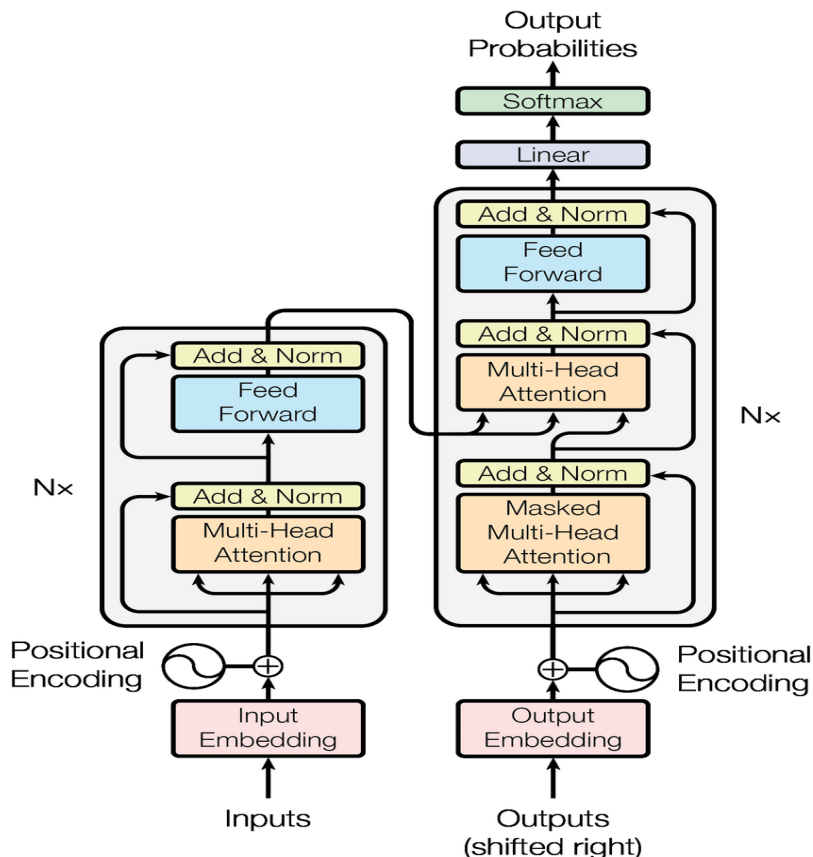 Output
Probabilities
Softmax
Linear
Add & Norm
Feed
Forward
Add & Norm
Multi-Head
Attention
Nx
Add & Norm
Masked
Multi-Head
Attention
Add & Norm
Feed
Forward
Nx
Add & Norm
Multi-Head
Attention
Positional
Encoding
Positional
Encoding
Input
Embedding
Output
Embedding
Inputs
Outputs
(shifted right)